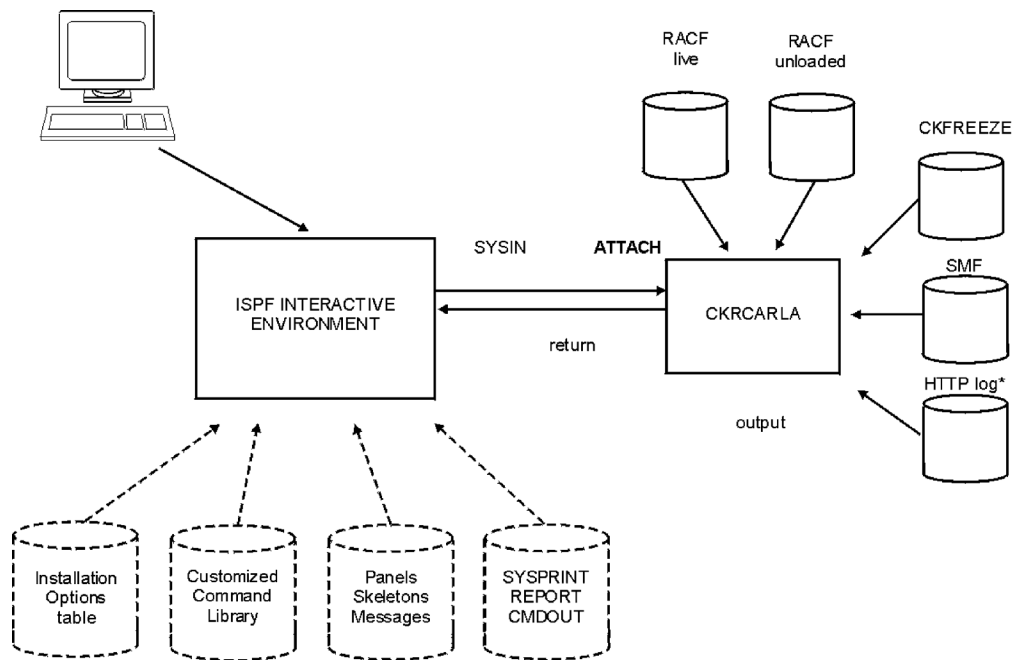 RACF
live
RACF
unloaded
CKFREEZE
SYSIN
ATTACH
SMF
ISPF INTERACTIVE
ENVIRONMENT
CKRCARLA
return
HTTP log*
output
Installation
Options
table
Customized
Command
Library
Panels
Skeletons
Messages
SYSPRINT
REPORT
CMDOUT